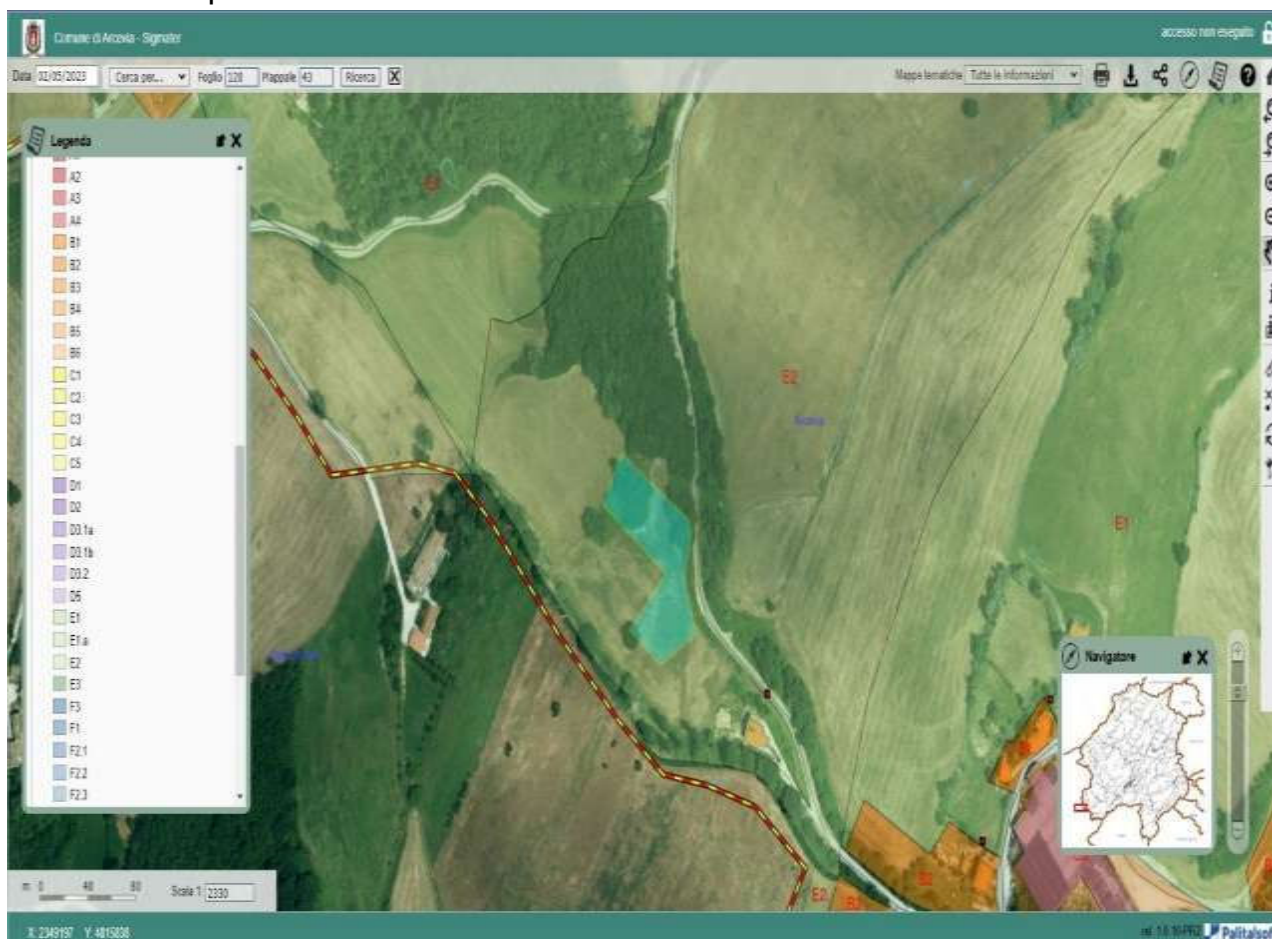 Comune di Arcevia - Sigmater
accesso non eseguito
Data 02/05/2023 Cerca per... Foglio 128 Mappale 43 Ricerca X
Mappe tematiche Tutte le informazioni
Legenda X
A2
A3
A4
B1
B2
B3
B4
B5
B6
C1
C2
C3
C4
C5
D1
D2
D3.1a
D3.1b
D3.2
D5
E1
E1.a
E2
E3
F3
F1
F2.1
F2.2
F2.3
E2
E1
Navigatore X
E2
m 0 40 80 Scala 1: 2330
X: 2349197 Y: 4815838
Palitalsoft